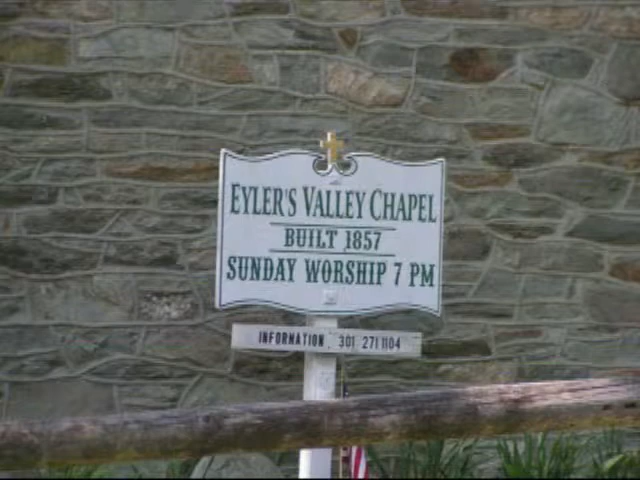 EYLER'S VALLEY CHAPEL
BUILT 1857
SUNDAY WORSHIP 7 PM
INFORMATION 301 271 1104